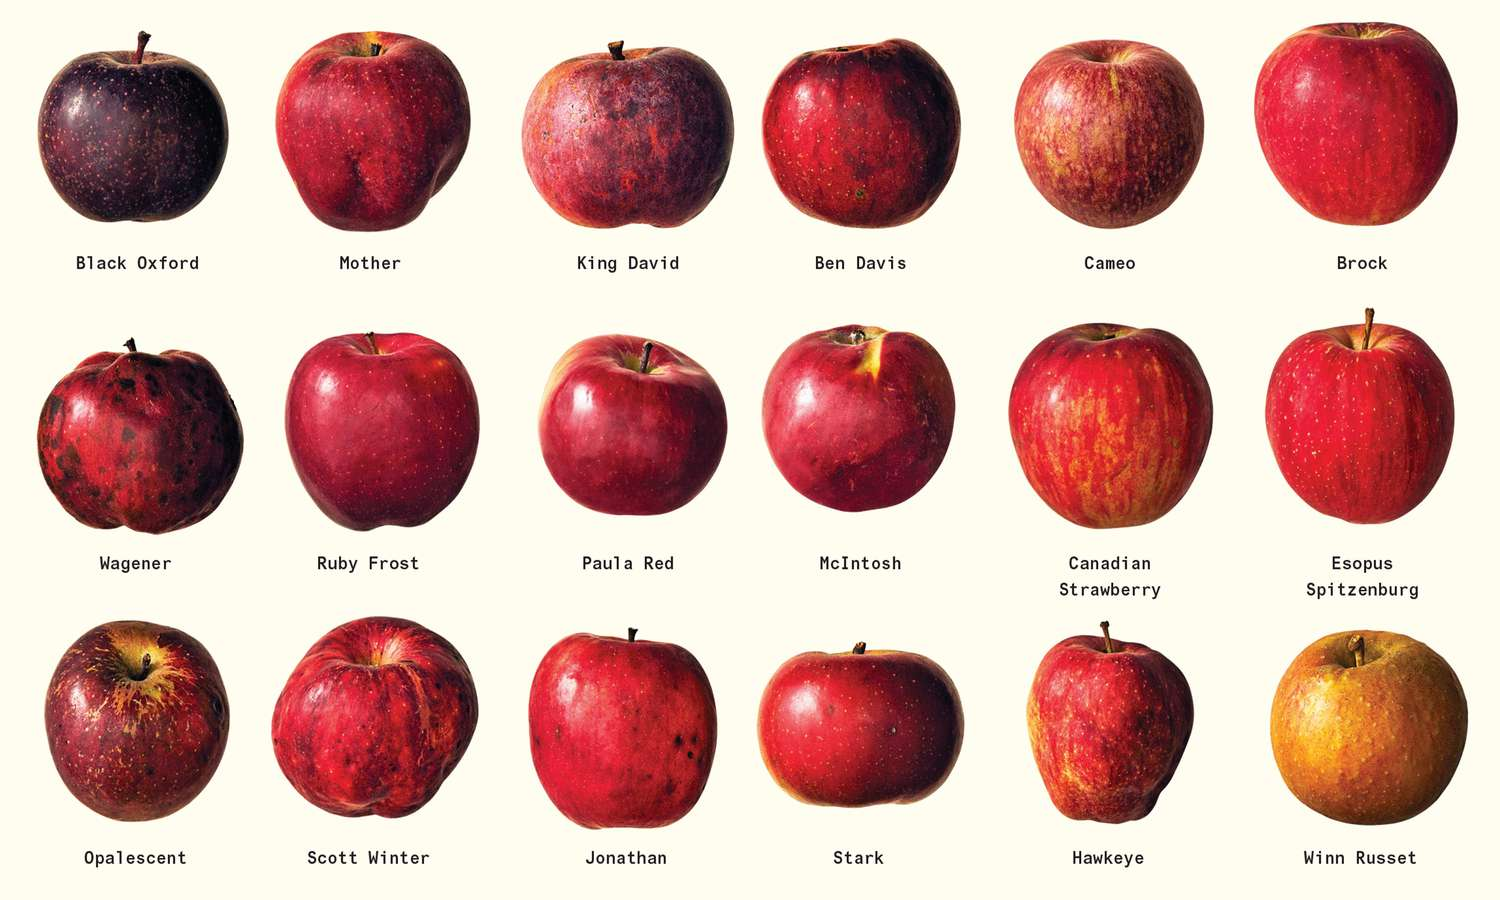 Black Oxford
Mother
King David
Ben Davis
Cameo
Brock
Wagener
Ruby Frost
Paula Red
McIntosh
Canadian
Strawberry
Esopus
Spitzenburg
Opalescent
Scott Winter
Jonathan
Stark
Hawkeye
Winn Russet